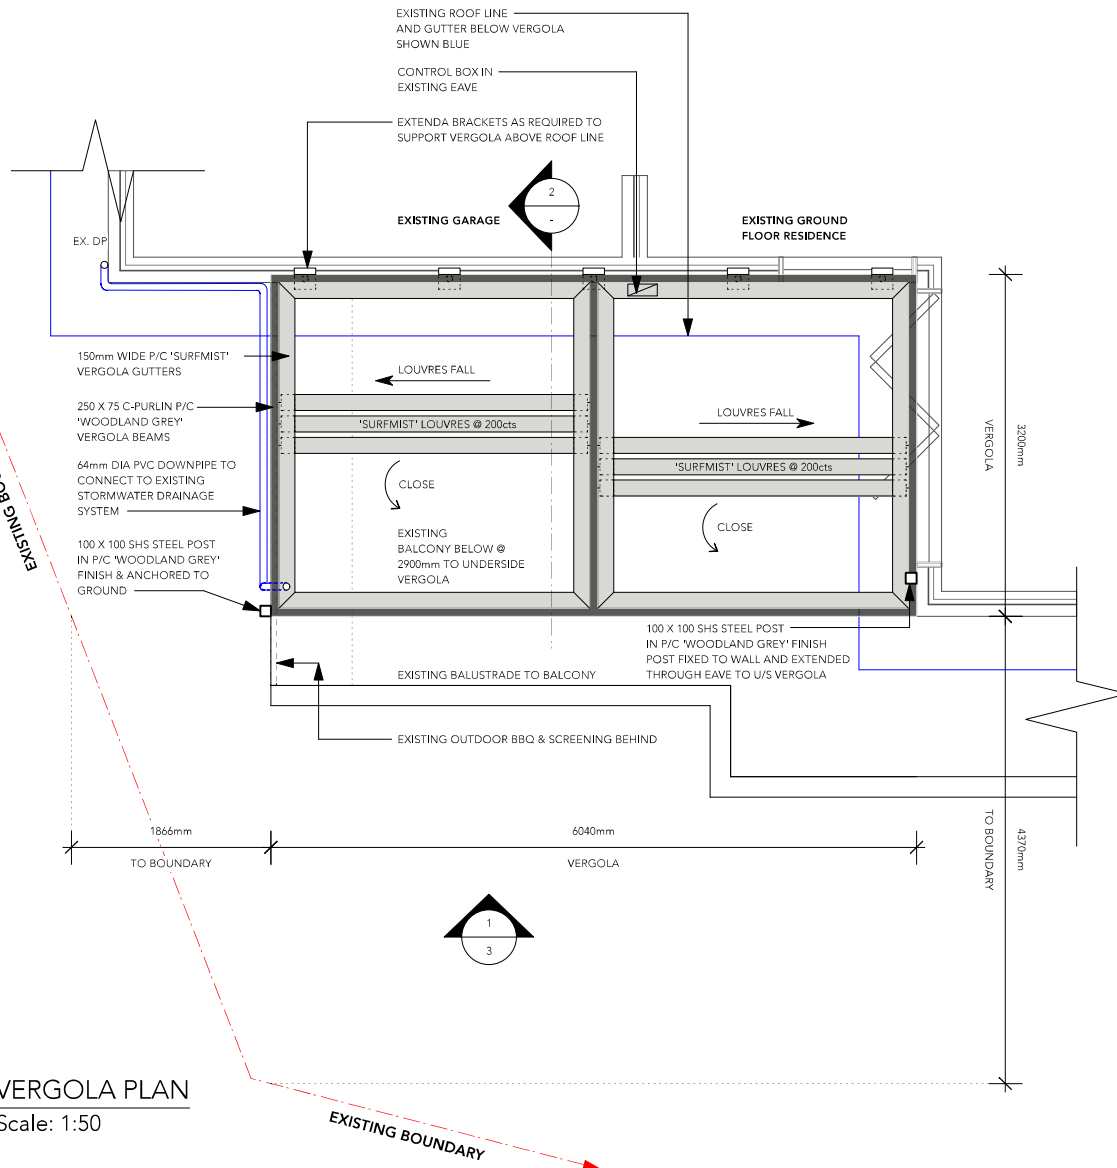 EXISTING ROOF LINE
AND GUTTER BELOW VERGOLA
SHOWN BLUE
CONTROL BOX IN
EXISTING EAVE
EXTENDA BRACKETS AS REQUIRED TO
SUPPORT VERGOLA ABOVE ROOF LINE
2
-
EXISTING GARAGE
EXISTING GROUND
FLOOR RESIDENCE
EX. DP
150mm WIDE P/C 'SURFMIST'
VERGOLA GUTTERS
250 X 75 C-PURLIN P/C
'WOODLAND GREY'
VERGOLA BEAMS
64mm DIA PVC DOWNPIPE TO
CONNECT TO EXISTING
STORMWATER DRAINAGE
SYSTEM
100 X 100 SHS STEEL POST
IN P/C 'WOODLAND GREY'
FINISH & ANCHORED TO
GROUND
LOUVRES FALL
'SURFMIST' LOUVRES @ 200cts
CLOSE
EXISTING
BALCONY BELOW @
2900mm TO UNDERSIDE
VERGOLA
LOUVRES FALL
'SURFMIST' LOUVRES @ 200cts
CLOSE
VERGOLA
3200mm
100 X 100 SHS STEEL POST
IN P/C 'WOODLAND GREY' FINISH
POST FIXED TO WALL AND EXTENDED
THROUGH EAVE TO U/S VERGOLA
EXISTING BALUSTRADE TO BALCONY
EXISTING OUTDOOR BBQ & SCREENING BEHIND
1866mm
TO BOUNDARY
6040mm
VERGOLA
TO BOUNDARY
4370mm
1
3
VERGOLA PLAN
Scale: 1:50
EXISTING BOUNDARY
EXISTING